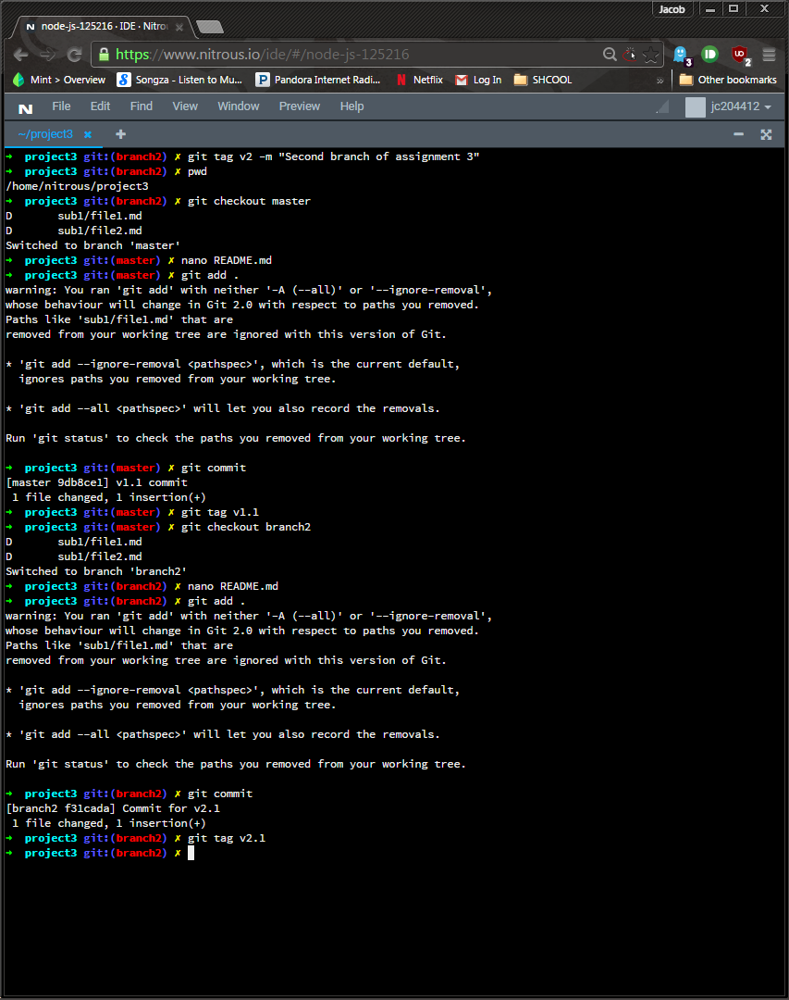 Jacob
node-js-125216 · IDE · Nitrou
https://www.nitrous.io/ide/#/node-js-125216
3
2
Mint > Overview
Songza - Listen to Mu...
Pandora Internet Radi...
Netflix
Log In
SHCOOL
»
Other bookmarks
File Edit Find View Window Preview Help
jc204412
~/project3 × +
➜ project3 git:(branch2) ✗ git tag v2 -m "Second branch of assignment 3"
➜ project3 git:(branch2) ✗ pwd
/home/nitrous/project3
➜ project3 git:(branch2) ✗ git checkout master
D sub1/file1.md
D sub1/file2.md
Switched to branch 'master'
➜ project3 git:(master) ✗ nano README.md
➜ project3 git:(master) ✗ git add .
warning: You ran 'git add' with neither '-A (--all)' or '--ignore-removal',
whose behaviour will change in Git 2.0 with respect to paths you removed.
Paths like 'sub1/file1.md' that are
removed from your working tree are ignored with this version of Git.
* 'git add --ignore-removal <pathspec>', which is the current default,
ignores paths you removed from your working tree.
* 'git add --all <pathspec>' will let you also record the removals.
Run 'git status' to check the paths you removed from your working tree.
➜ project3 git:(master) ✗ git commit
[master 9db8ce1] v1.1 commit
1 file changed, 1 insertion(+)
➜ project3 git:(master) ✗ git tag v1.1
➜ project3 git:(master) ✗ git checkout branch2
D sub1/file1.md
D sub1/file2.md
Switched to branch 'branch2'
➜ project3 git:(branch2) ✗ nano README.md
➜ project3 git:(branch2) ✗ git add .
warning: You ran 'git add' with neither '-A (--all)' or '--ignore-removal',
whose behaviour will change in Git 2.0 with respect to paths you removed.
Paths like 'sub1/file1.md' that are
removed from your working tree are ignored with this version of Git.
* 'git add --ignore-removal <pathspec>', which is the current default,
ignores paths you removed from your working tree.
* 'git add --all <pathspec>' will let you also record the removals.
Run 'git status' to check the paths you removed from your working tree.
➜ project3 git:(branch2) ✗ git commit
[branch2 f31cada] Commit for v2.1
1 file changed, 1 insertion(+)
➜ project3 git:(branch2) ✗ git tag v2.1
➜ project3 git:(branch2) ✗